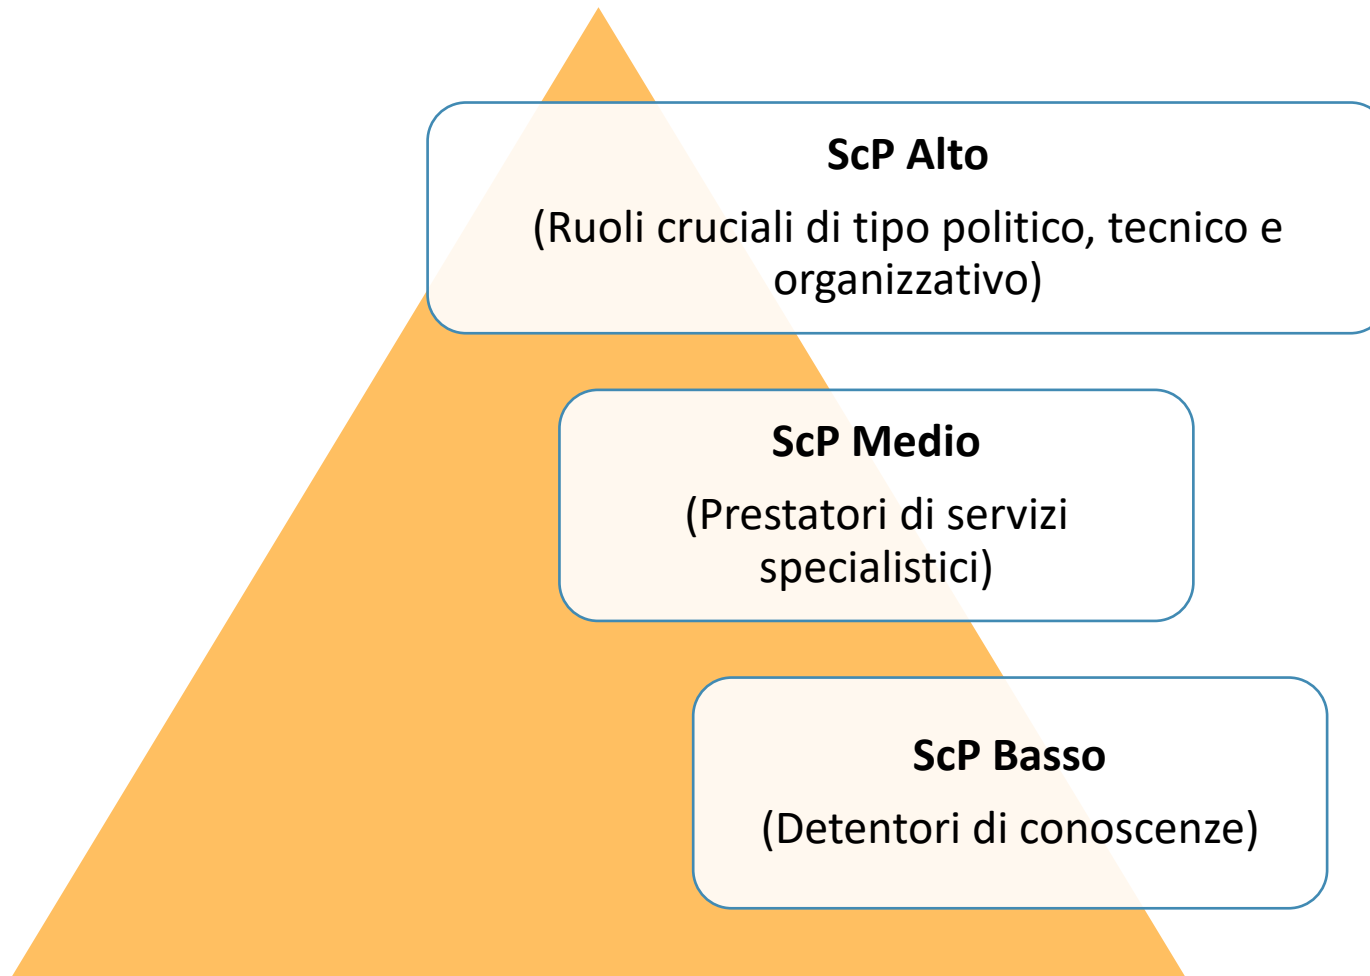 ScP Alto
(Ruoli cruciali di tipo politico, tecnico e
organizzativo)
ScP Medio
(Prestatori di servizi
specialistici)
ScP Basso
(Detentori di conoscenze)